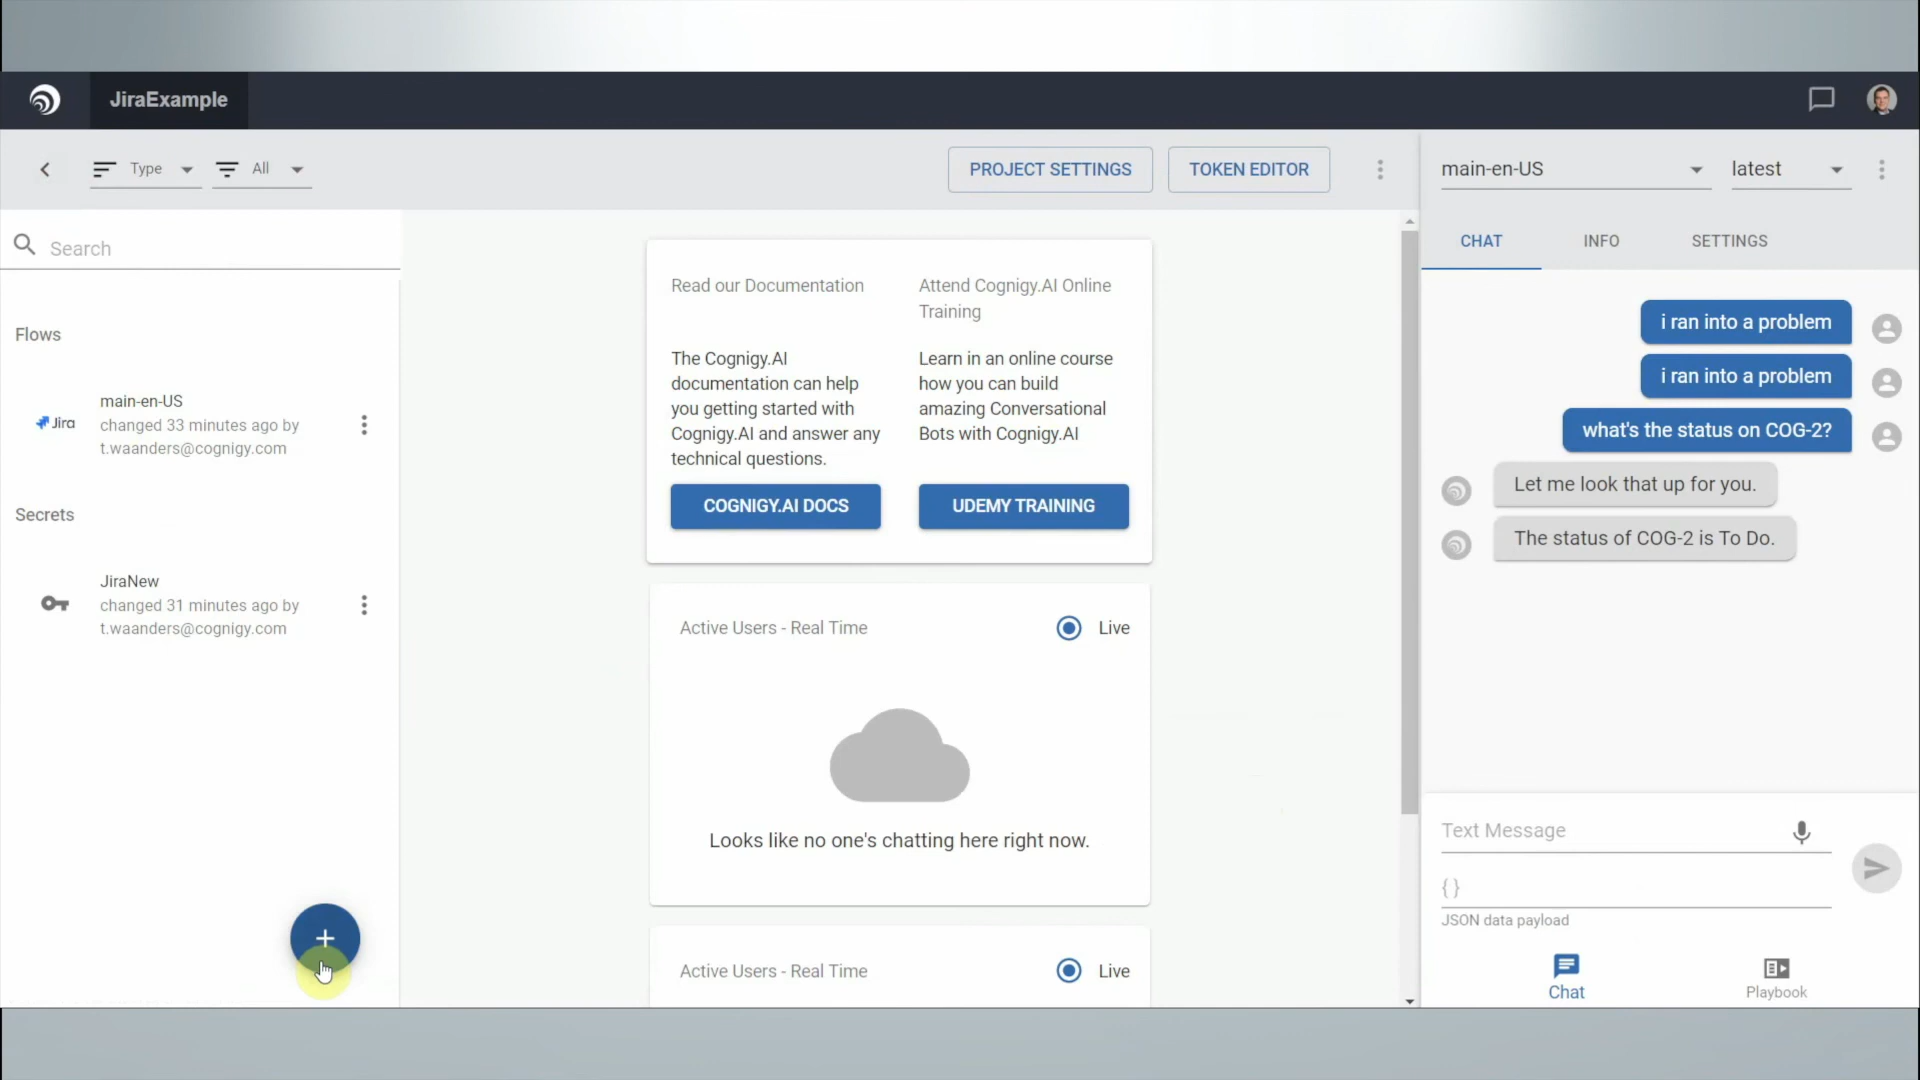 JiraExample
Type
All
PROJECT SETTINGS
TOKEN EDITOR
main-en-US
latest
Search
CHAT
INFO
SETTINGS
Flows
main-en-US
changed 33 minutes ago by
t.waanders@cognigy.com
Jira
Secrets
JiraNew
changed 31 minutes ago by
t.waanders@cognigy.com
Read our Documentation
The Cognigy.AI
documentation can help
you getting started with
Cognigy.AI and answer any
technical questions.
COGNIGY.AI DOCS
Attend Cognigy.AI Online
Training
Learn in an online course
how you can build
amazing Conversational
Bots with Cognigy.AI
UDEMY TRAINING
Active Users - Real Time
Live
Looks like no one's chatting here right now.
Active Users - Real Time
Live
i ran into a problem
i ran into a problem
what's the status on COG-2?
Let me look that up for you.
The status of COG-2 is To Do.
Text Message
{ }
JSON data payload
Chat
Playbook